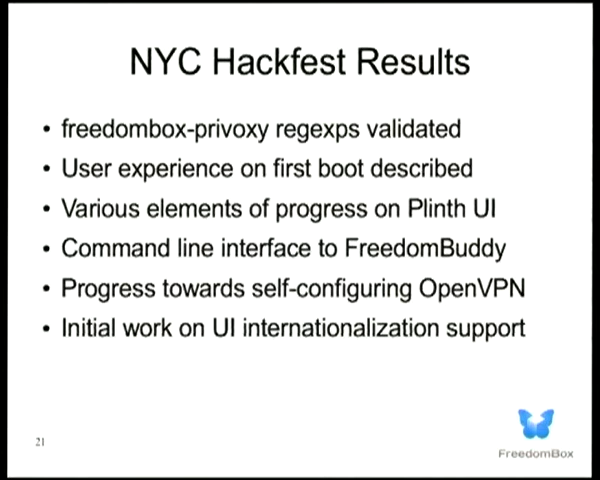 NYC Hackfest Results
• freedombox-privoxy regexps validated
• User experience on first boot described
• Various elements of progress on Plinth UI
• Command line interface to FreedomBuddy
• Progress towards self-configuring OpenVPN
• Initial work on UI internationalization support
21
FreedomBox